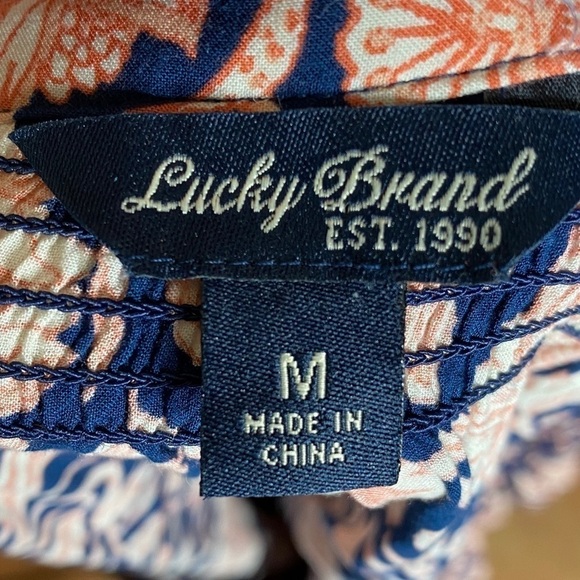 Lucky Brand
EST. 1990
M
MADE IN
CHINA